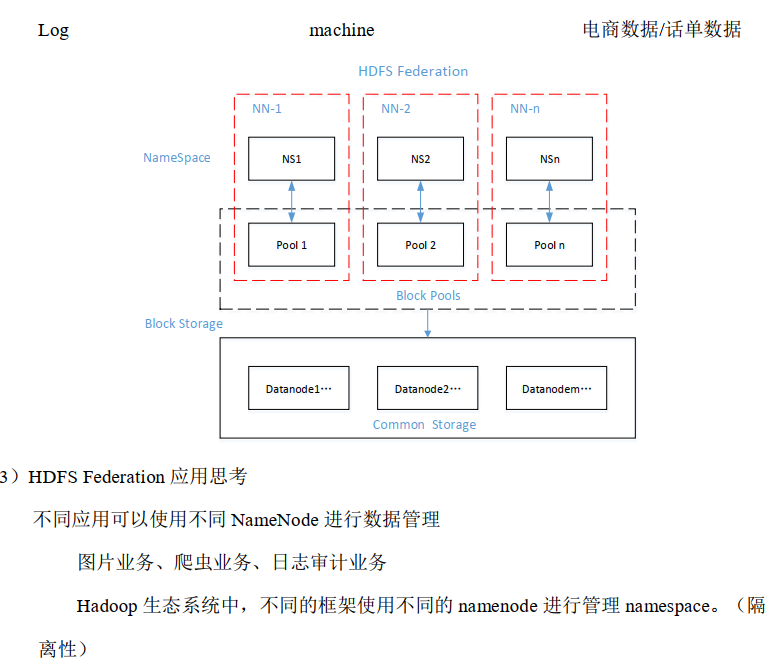 Log machine 电商数据/话单数据
HDFS Federation
NN-1 NN-2 NN-n
NameSpace NS1 NS2 NSn
Pool 1 Pool 2 Pool n
Block Pools
Block Storage
Datanode1··· Datanode2··· Datanodem···
Common Storage
3）HDFS Federation 应用思考
不同应用可以使用不同 NameNode 进行数据管理
图片业务、爬虫业务、日志审计业务
Hadoop 生态系统中，不同的框架使用不同的 namenode 进行管理 namespace。（隔
离性）